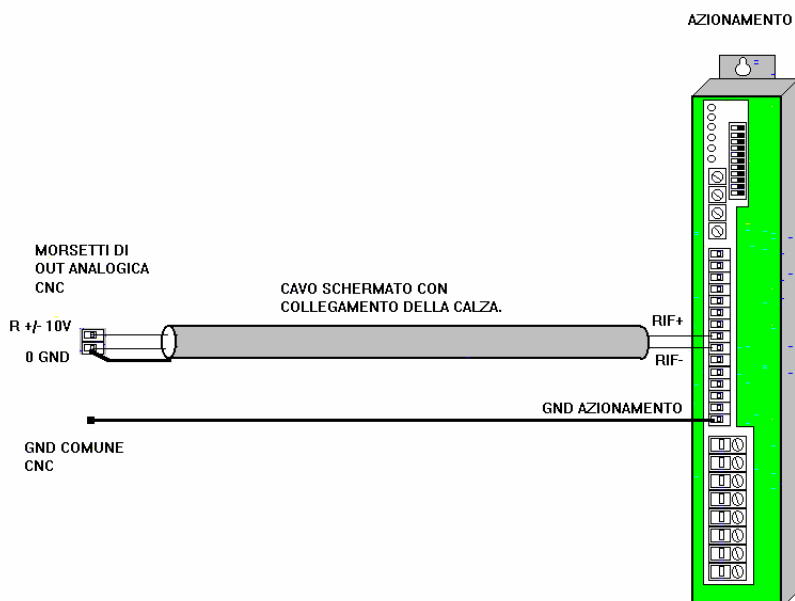 AZIONAMENTO
MORSETTI DI
OUT ANALOGICA
CNC
CAVO SCHERMATO CON
COLLEGAMENTO DELLA CALZA.
R +/- 10V
0 GND
RIF+
RIF-
GND AZIONAMENTO
GND COMUNE
CNC